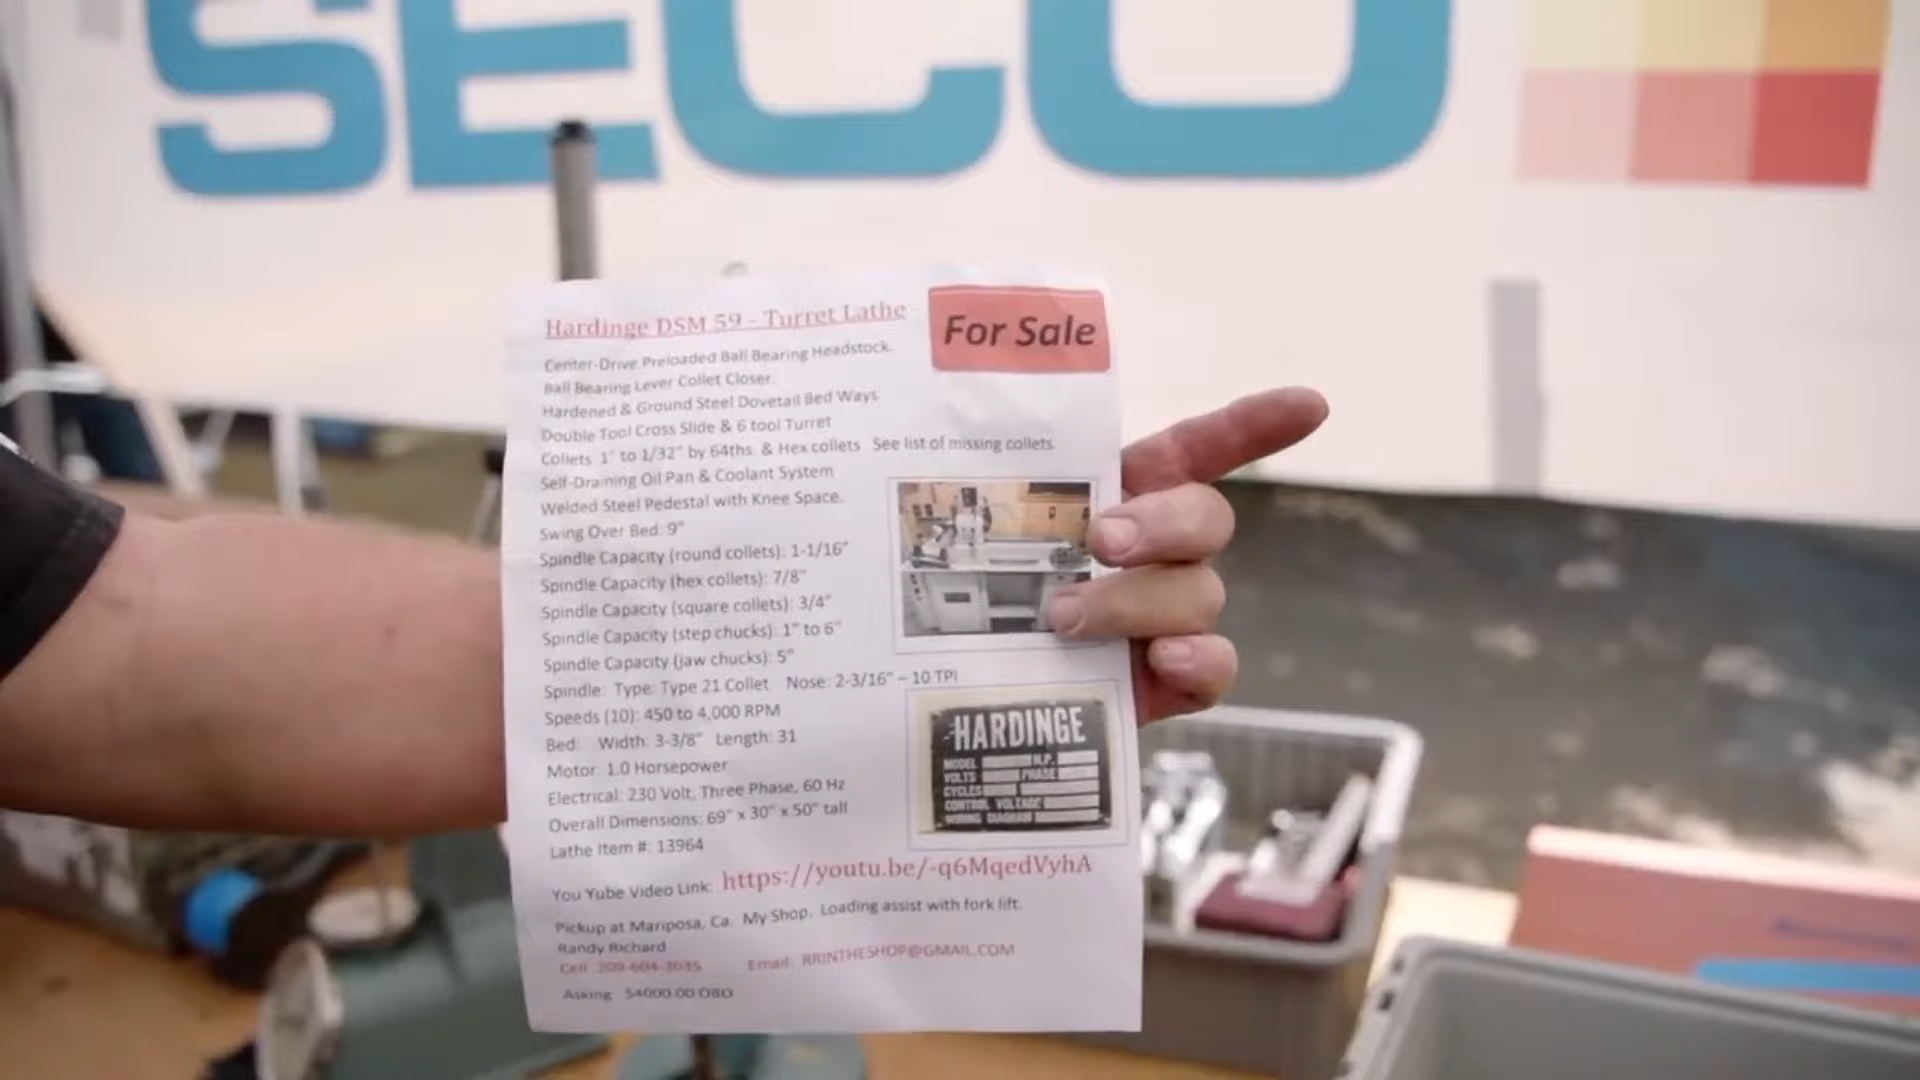 SECO
Hardinge DSM 59 - Turret Lathe
For Sale
Center-Drive Preloaded Ball Bearing Headstock.
Ball Bearing Lever Collet Closer.
Hardened & Ground Steel Dovetail Bed Ways
Double Tool Cross Slide & 6 tool Turret
Collets 1" to 1/32" by 64ths & Hex collets See list of missing collets
Self-Draining Oil Pan & Coolant System
Welded Steel Pedestal with Knee Space.
Swing Over Bed: 9"
Spindle Capacity (round collets): 1-1/16"
Spindle Capacity (hex collets): 7/8"
Spindle Capacity (square collets): 3/4"
Spindle Capacity (step chucks): 1" to 6"
Spindle Capacity (jaw chucks): 5"
Spindle: Type: Type 21 Collet Nose: 2-3/16" – 10 TPI
Speeds (10): 450 to 4,000 RPM
Bed: Width: 3-3/8" Length: 31
Motor: 1.0 Horsepower
Electrical: 230 Volt, Three Phase, 60 Hz
Overall Dimensions: 69" x 30" x 50" tall
Lathe Item #: 13964
HARDINGE
MODEL H.P.
VOLTS PHASE
CYCLES
CONTROL VOLTAGE
WIRING DIAGRAM
You Yube Video Link: https://youtu.be/-q6MqedVyhA
Pickup at Mariposa, Ca. My Shop. Loading assist with fork lift.
Randy Richard
Cell 209-604-3035 Email: RRINTHESHOP@GMAIL.COM
Asking $4000.00 OBO